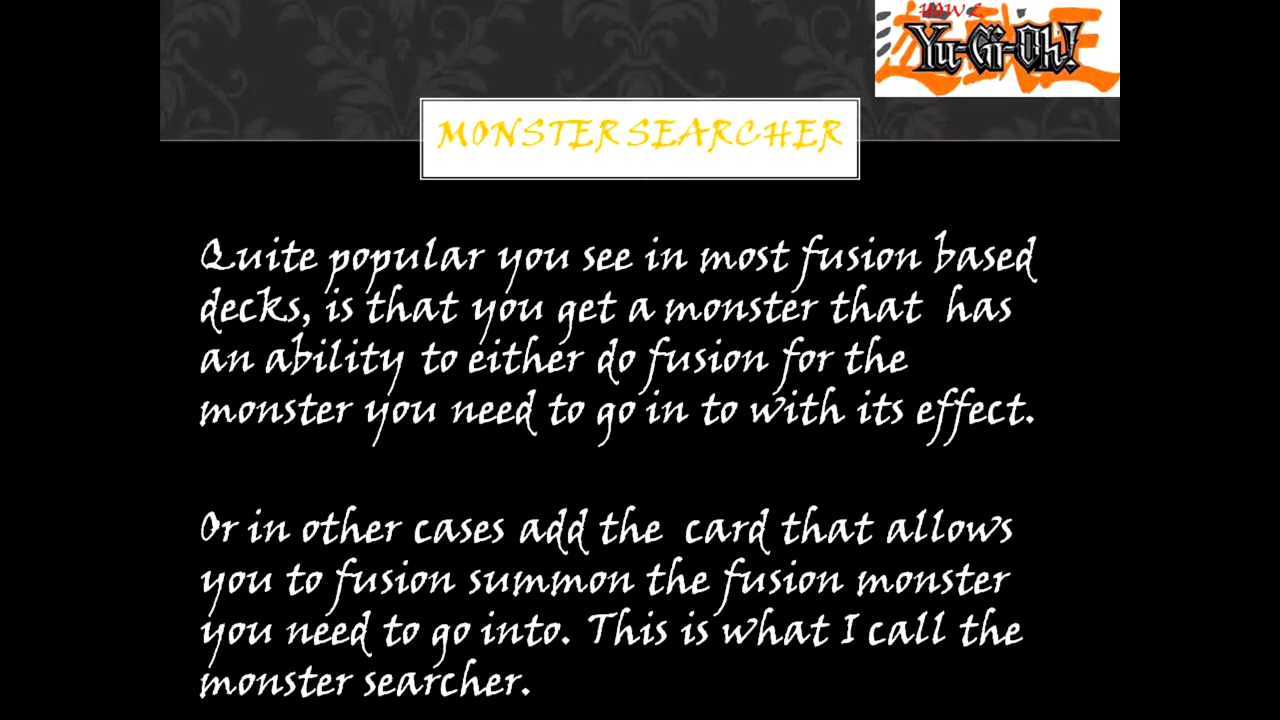 HOW 2
Yu-Gi-Oh!
MONSTER SEARCHER
Quite popular you see in most fusion based
decks, is that you get a monster that has
an ability to either do fusion for the
monster you need to go in to with its effect.
Or in other cases add the card that allows
you to fusion summon the fusion monster
you need to go into. This is what I call the
monster searcher.